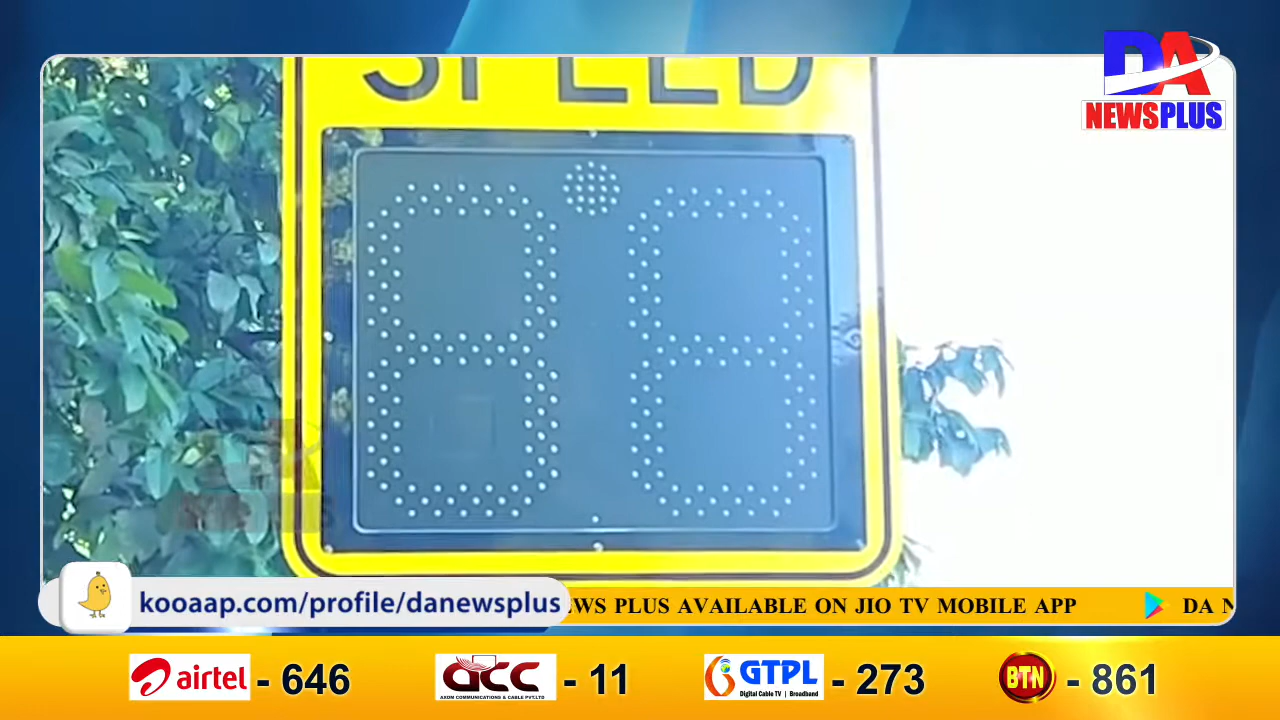 DA
NEWSPLUS
SPEED
kooaap.com/profile/danewsplus
EWS PLUS AVAILABLE ON JIO TV MOBILE APP
DA N
airtel - 646
ACC - 11
AXOM COMMUNICATIONS & CABLE PVT.LTD
GTPL - 273
Digital Cable TV | Broadband
BTN - 861